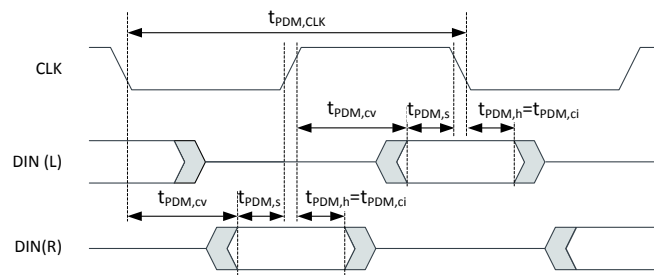 tPDM,CLK
CLK
tPDM,cv tPDM,s tPDM,h=tPDM,ci
DIN (L)
tPDM,cv tPDM,s tPDM,h=tPDM,ci
DIN(R)